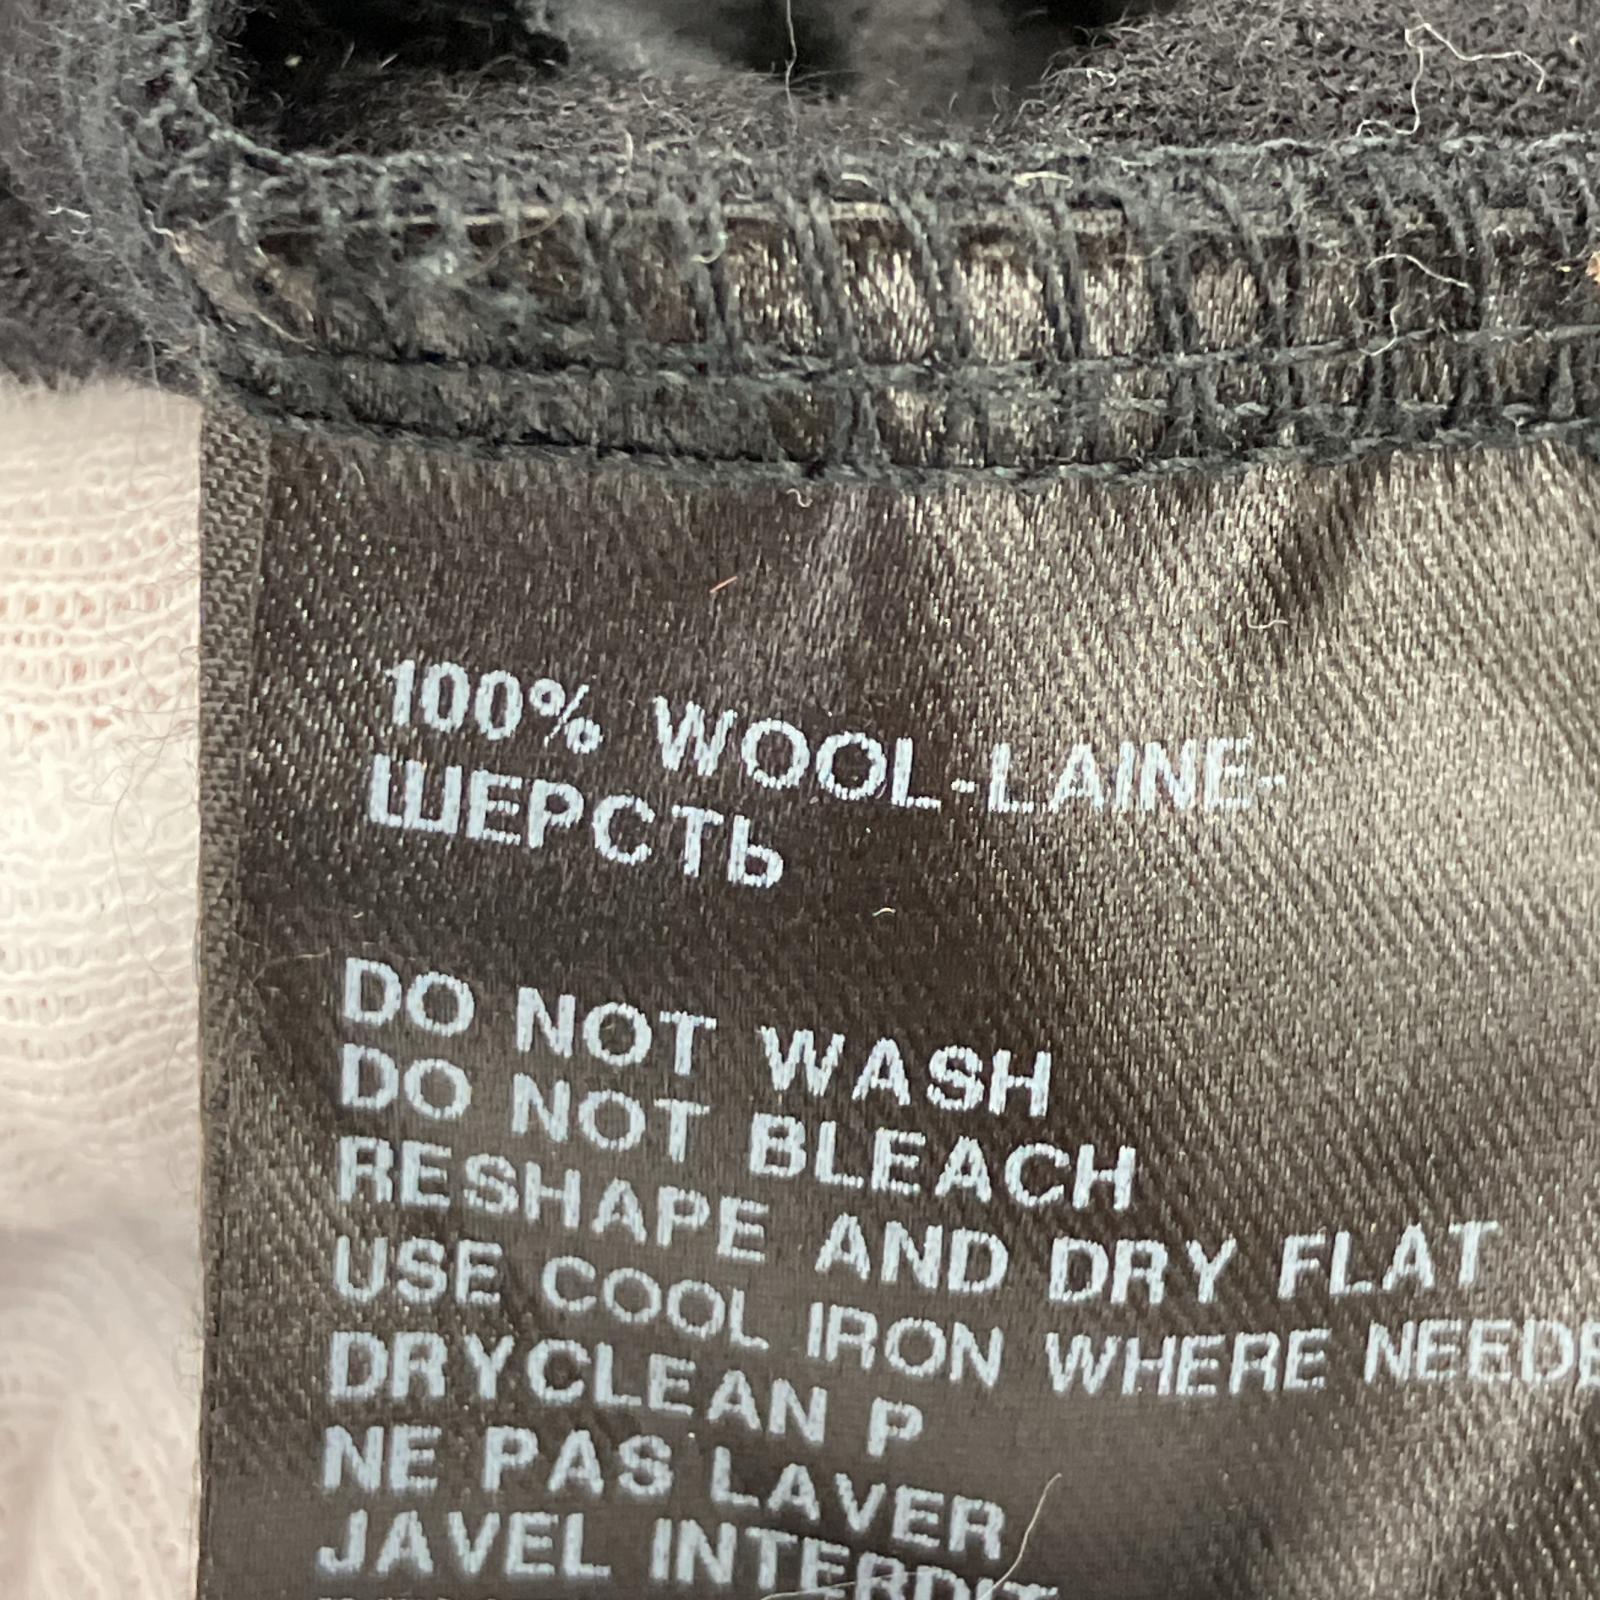 100% WOOL-LAINE-
ШЕРСТЬ
DO NOT WASH
DO NOT BLEACH
RESHAPE AND DRY FLAT
USE COOL IRON WHERE NEEDE
DRYCLEAN P
NE PAS LAVER
JAVEL INTERDIT